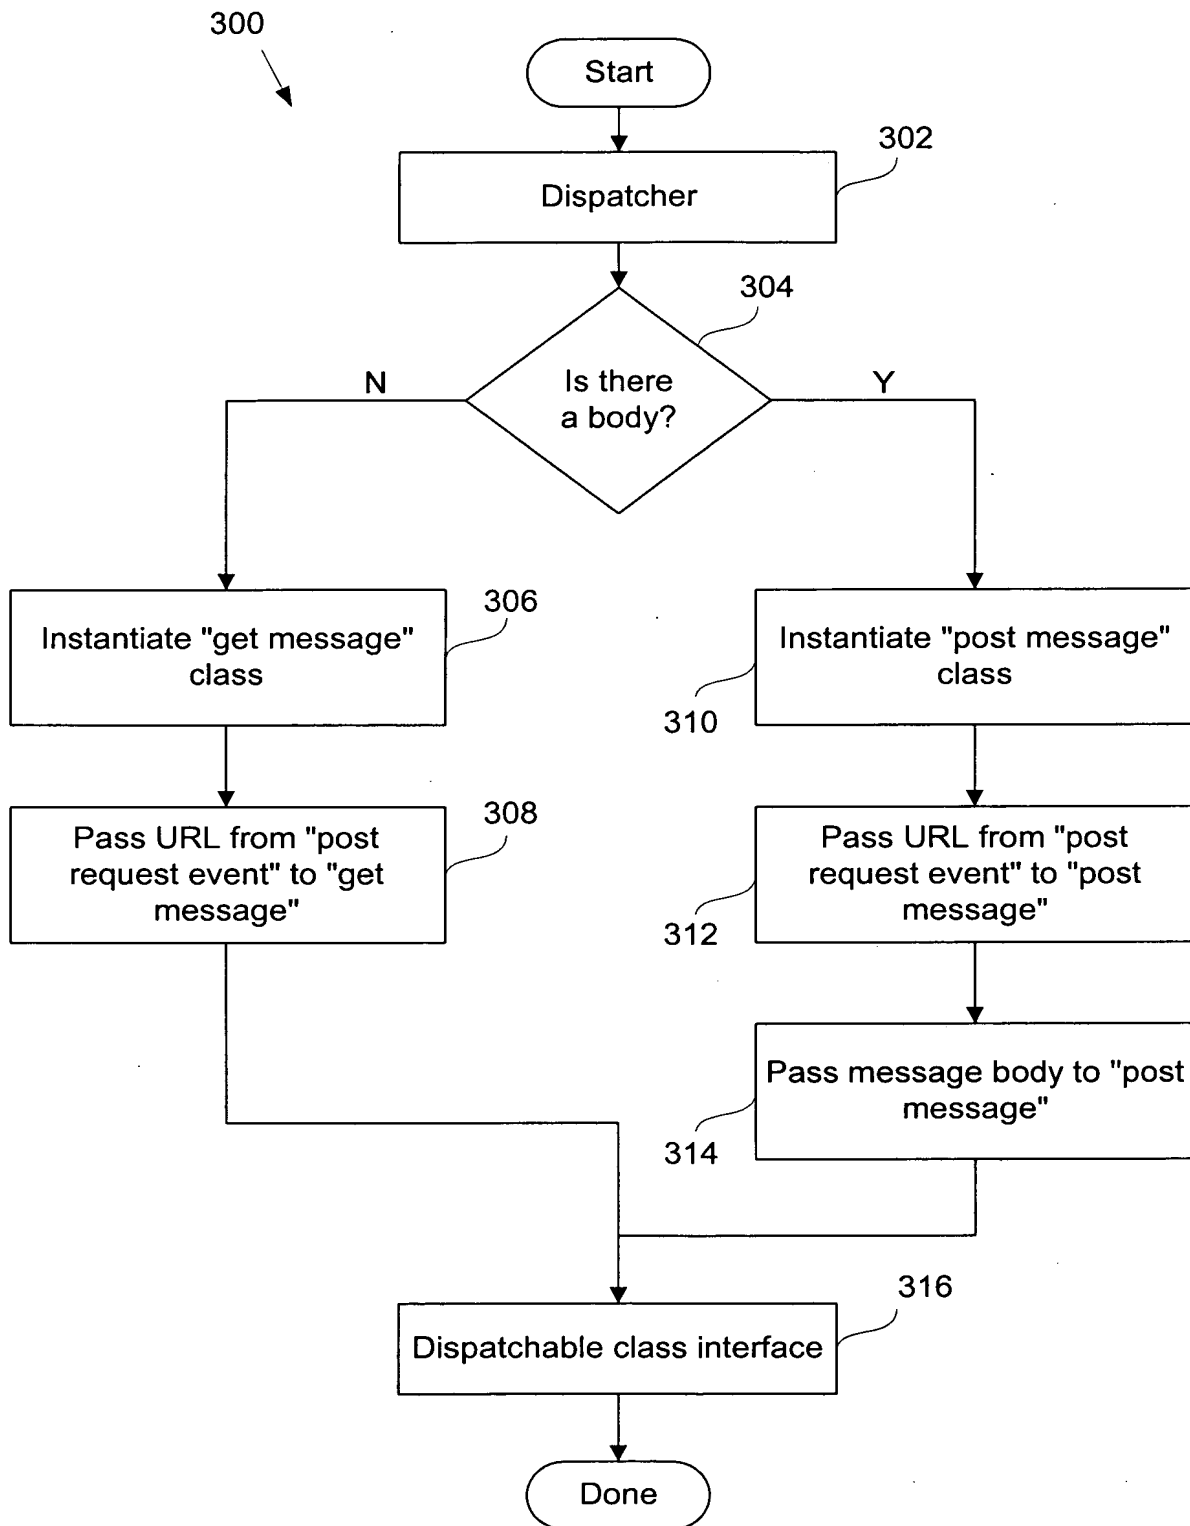 300
Start
302
Dispatcher
304
N
Is there
a body?
Y
306
Instantiate "get message"
class
Instantiate "post message"
class
310
308
Pass URL from "post
request event" to "get
message"
Pass URL from "post
request event" to "post
message"
312
Pass message body to "post
message"
314
316
Dispatchable class interface
Done